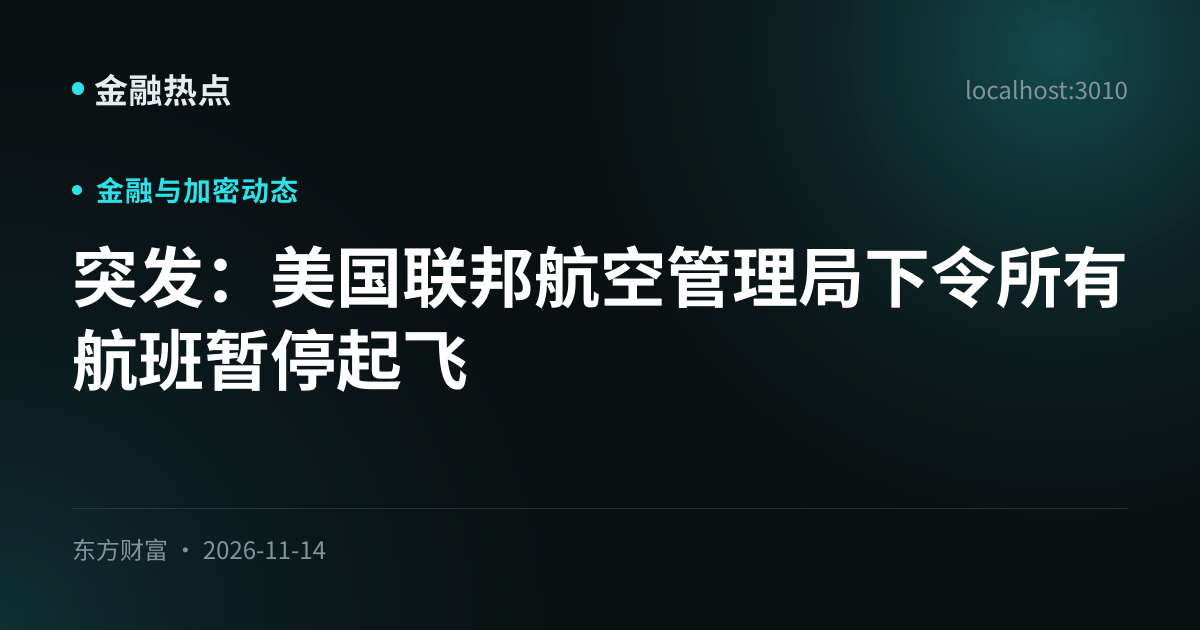 金融热点
localhost:3010
金融与加密动态
突发：美国联邦航空管理局下令所有
航班暂停起飞
东方财富 • 2026-11-14